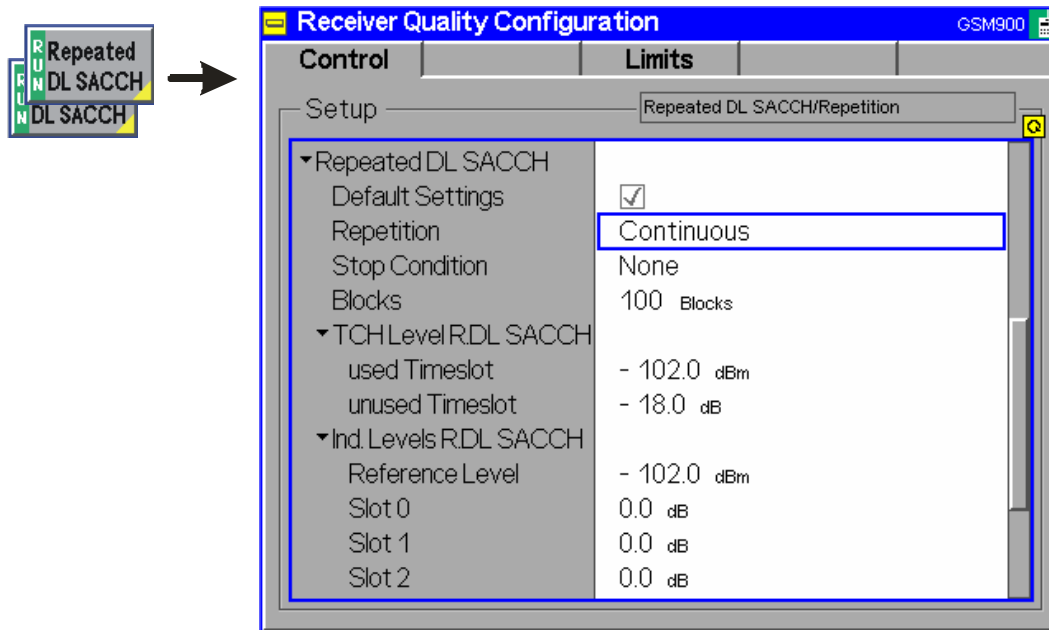 RUN Repeated
DL SACCH
RUN DL SACCH
Receiver Quality Configuration GSM900
Control Limits
Setup Repeated DL SACCH/Repetition
Repeated DL SACCH
Default Settings
Repetition Continuous
Stop Condition None
Blocks 100 Blocks
TCH Level R.DL SACCH
used Timeslot - 102.0 dBm
unused Timeslot - 18.0 dB
Ind. Levels R.DL SACCH
Reference Level - 102.0 dBm
Slot 0 0.0 dB
Slot 1 0.0 dB
Slot 2 0.0 dB